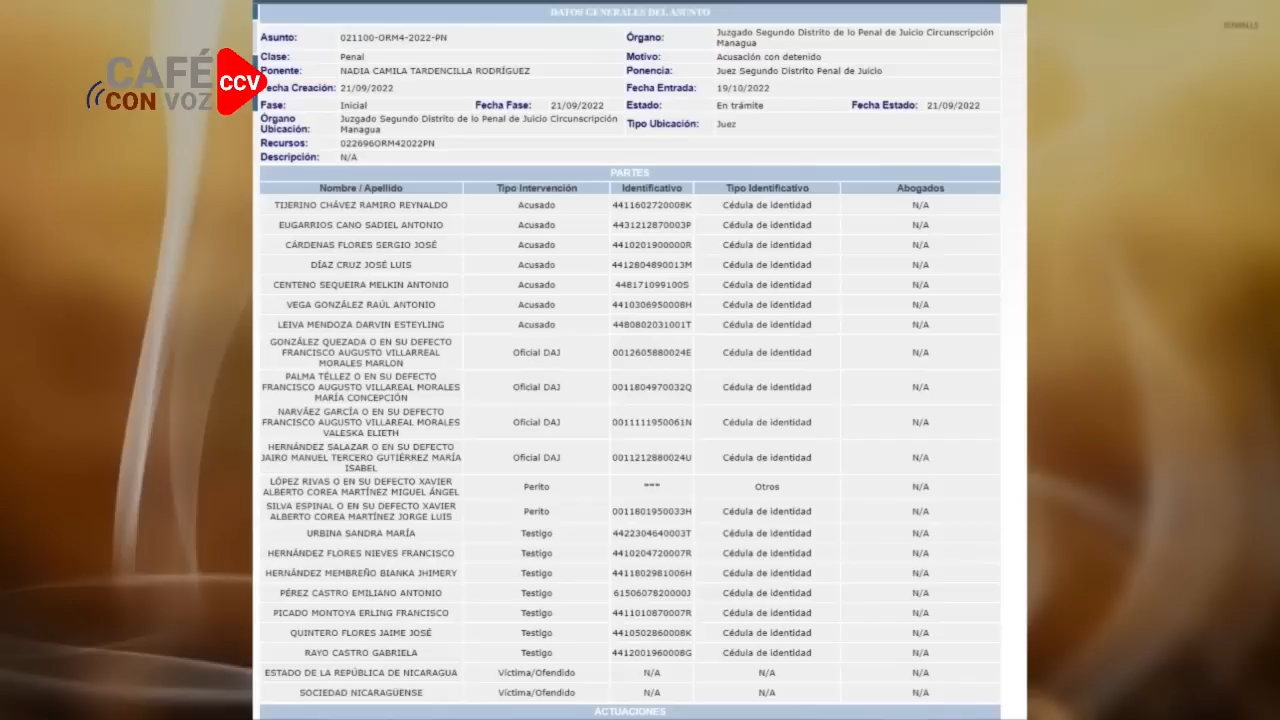 DATOS GENERALES DEL ASUNTO
CAFÉ
CON VOZ
CCV
Asunto: 021100-ORM4-2022-PN Órgano: Juzgado Segundo Distrito de lo Penal de Juicio Circunscripción
Managua
Clase: Penal Motivo: Acusación con detenido
Ponente: NADIA CAMILA TARDENCILLA RODRÍGUEZ Ponencia: Juez Segundo Distrito Penal de Juicio
Fecha Creación: 21/09/2022 Fecha Entrada: 19/10/2022
Fase: Inicial Fecha Fase: 21/09/2022 Estado: En trámite Fecha Estado: 21/09/2022
Órgano Ubicación: Juzgado Segundo Distrito de lo Penal de Juicio Circunscripción
Managua Tipo Ubicación: Juez
Recursos: 022696ORM42022PN
Descripción: N/A
PARTES
Nombre / Apellido Tipo Intervención Identificativo Tipo Identificativo Abogados
TIJERINO CHÁVEZ RAMIRO REYNALDO Acusado 4411602720008K Cédula de identidad N/A
EUGARRIOS CANO SADIEL ANTONIO Acusado 4431212870003P Cédula de identidad N/A
CÁRDENAS FLORES SERGIO JOSÉ Acusado 4410201900000R Cédula de identidad N/A
DÍAZ CRUZ JOSÉ LUIS Acusado 4412804890013M Cédula de identidad N/A
CENTENO SEQUEIRA MELKIN ANTONIO Acusado 448171099100S Cédula de identidad N/A
VEGA GONZÁLEZ RAÚL ANTONIO Acusado 4410306950008H Cédula de identidad N/A
LEIVA MENDOZA DARVIN ESTEYLING Acusado 4480802031001T Cédula de identidad N/A
GONZÁLEZ QUEZADA O EN SU DEFECTO
FRANCISCO AUGUSTO VILLARREAL
MORALES MARLON Oficial DAJ 0012605880024E Cédula de identidad N/A
PALMA TÉLLEZ O EN SU DEFECTO
FRANCISCO AUGUSTO VILLAREAL MORALES
MARÍA CONCEPCIÓN Oficial DAJ 0011804970032Q Cédula de identidad N/A
NARVÁEZ GARCÍA O EN SU DEFECTO
FRANCISCO AUGUSTO VILLAREAL MORALES
VALESKA ELIETH Oficial DAJ 0011111950061N Cédula de identidad N/A
HERNÁNDEZ SALAZAR O EN SU DEFECTO
JAIRO MANUEL TERCERO GUTIÉRREZ MARÍA
ISABEL Oficial DAJ 0011212880024U Cédula de identidad N/A
LÓPEZ RIVAS O EN SU DEFECTO XAVIER
ALBERTO COREA MARTÍNEZ MIGUEL ÁNGEL Perito *** Otros N/A
SILVA ESPINAL O EN SU DEFECTO XAVIER
ALBERTO COREA MARTÍNEZ JORGE LUIS Perito 0011801950033H Cédula de identidad N/A
URBINA SANDRA MARÍA Testigo 4422304640003T Cédula de identidad N/A
HERNÁNDEZ FLORES NIEVES FRANCISCO Testigo 4410204720007R Cédula de identidad N/A
HERNÁNDEZ MEMBREÑO BIANKA JHIMERY Testigo 4411802981006H Cédula de identidad N/A
PÉREZ CASTRO EMILIANO ANTONIO Testigo 6150607820000J Cédula de identidad N/A
PICADO MONTOYA ERLING FRANCISCO Testigo 4411010870007R Cédula de identidad N/A
QUINTERO FLORES JAIME JOSÉ Testigo 4410502860008K Cédula de identidad N/A
RAYO CASTRO GABRIELA Testigo 4412001960008G Cédula de identidad N/A
ESTADO DE LA REPÚBLICA DE NICARAGUA Víctima/Ofendido N/A N/A N/A
SOCIEDAD NICARAGÜENSE Víctima/Ofendido N/A N/A N/A
ACTUACIONES